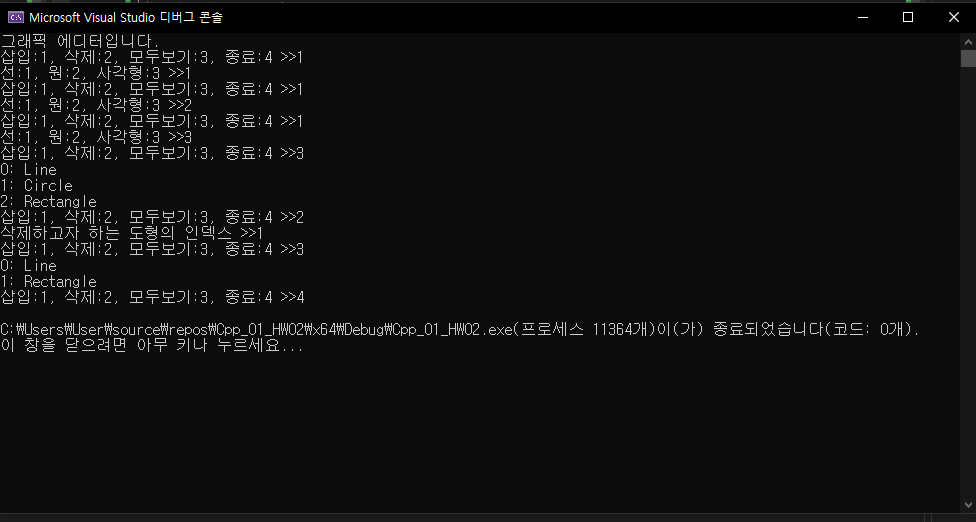 Microsoft Visual Studio 디버그 콘솔
그래픽 에디터입니다.
삽입:1, 삭제:2, 모두보기:3, 종료:4 >>1
선:1, 원:2, 사각형:3 >>1
삽입:1, 삭제:2, 모두보기:3, 종료:4 >>1
선:1, 원:2, 사각형:3 >>2
삽입:1, 삭제:2, 모두보기:3, 종료:4 >>1
선:1, 원:2, 사각형:3 >>3
삽입:1, 삭제:2, 모두보기:3, 종료:4 >>3
0: Line
1: Circle
2: Rectangle
삽입:1, 삭제:2, 모두보기:3, 종료:4 >>2
삭제하고자 하는 도형의 인덱스 >>1
삽입:1, 삭제:2, 모두보기:3, 종료:4 >>3
0: Line
1: Rectangle
삽입:1, 삭제:2, 모두보기:3, 종료:4 >>4
C:₩Users₩User₩source₩repos₩Cpp_01_HW02₩x64₩Debug₩Cpp_01_HW02.exe(프로세스 11364개)이(가) 종료되었습니다(코드: 0개).
이 창을 닫으려면 아무 키나 누르세요...